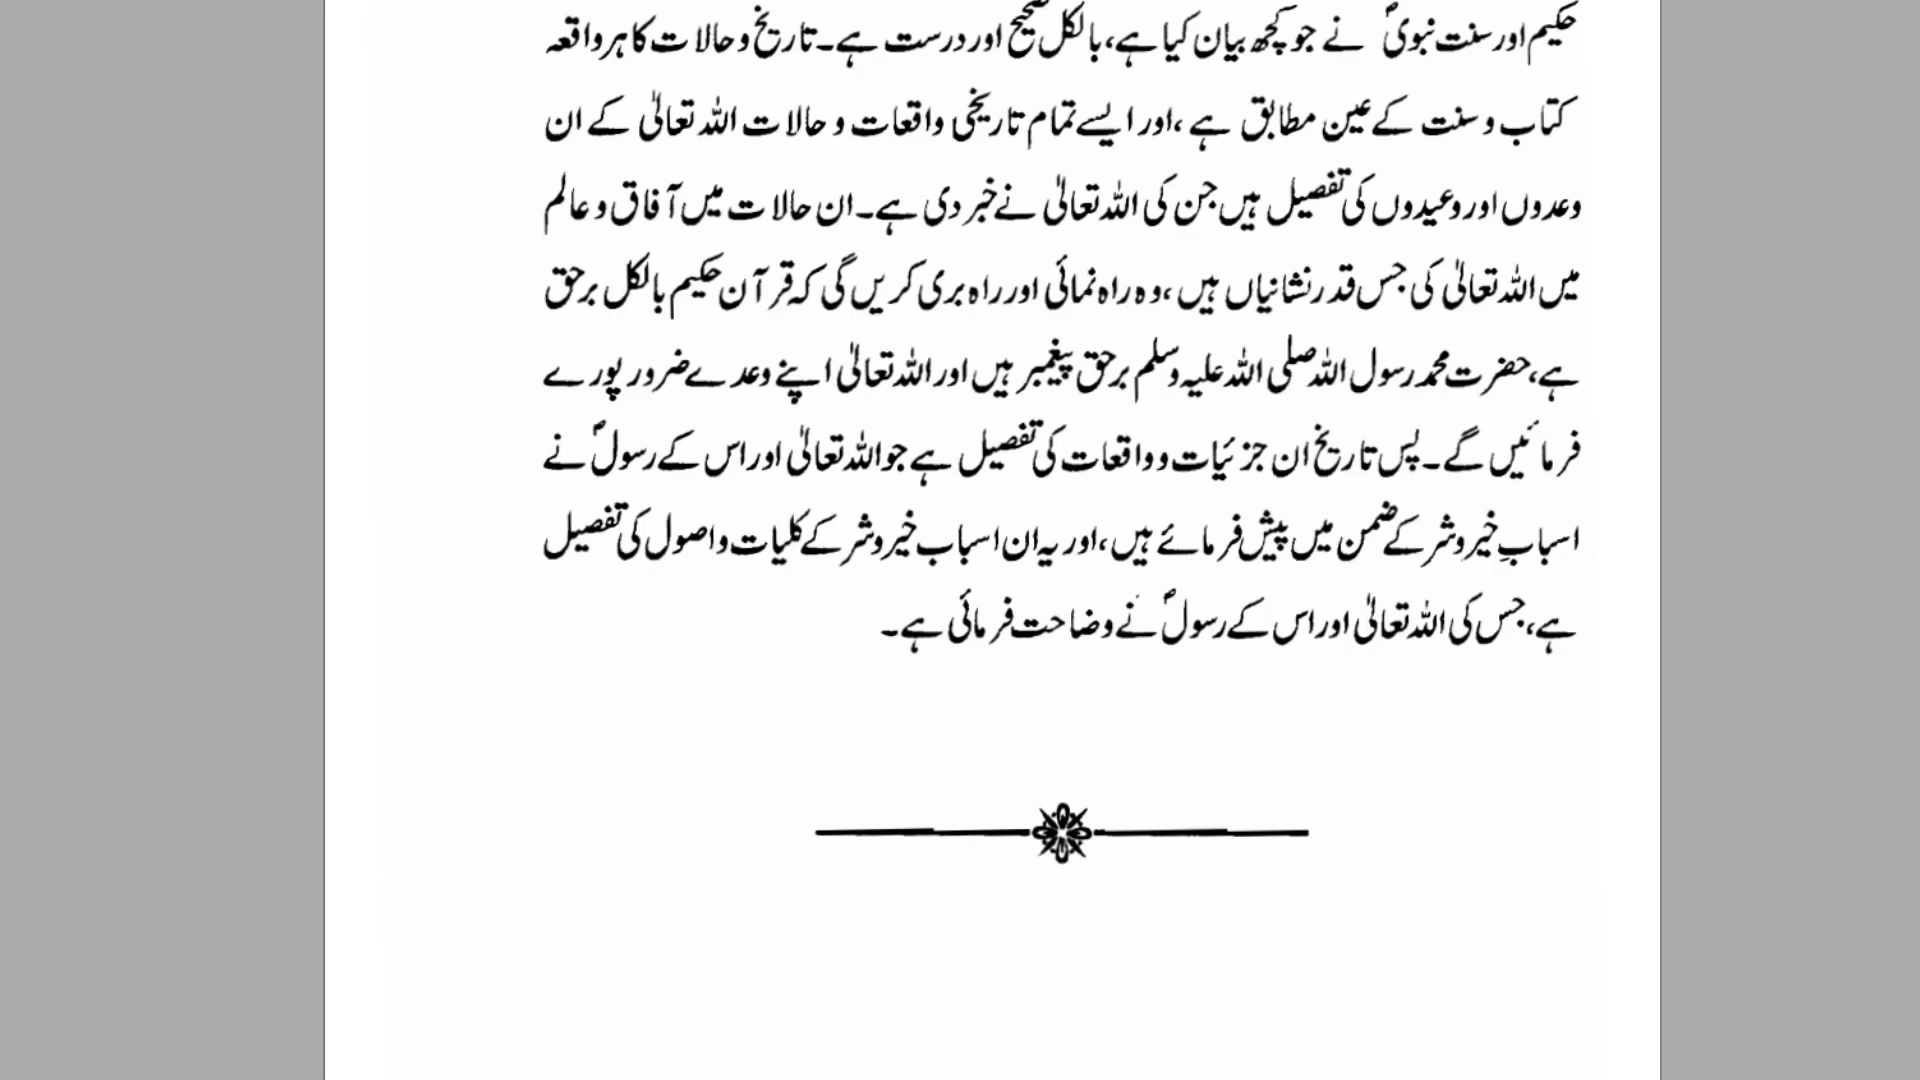 حکیم اور سنت نبویؐ نے جو کچھ بیان کیا ہے، بالکل صحیح اور درست ہے۔ تاریخ و حالات کا ہر واقعہ
کتاب و سنت کے عین مطابق ہے، اور ایسے تمام تاریخی واقعات و حالات اللہ تعالیٰ کے ان
وعدوں اور وعیدوں کی تفصیل ہیں جن کی اللہ تعالیٰ نے خبر دی ہے۔ ان حالات میں آفاق و عالم
میں اللہ تعالیٰ کی جس قدر نشانیاں ہیں، وہ راہ نمائی اور راہ بری کریں گی کہ قرآن حکیم بالکل برحق
ہے، حضرت محمد رسول اللہ صلی اللہ علیہ وسلم برحق پیغمبر ہیں اور اللہ تعالیٰ اپنے وعدے ضرور پورے
فرمائیں گے۔ پس تاریخ ان جزئیات و واقعات کی تفصیل ہے جو اللہ تعالیٰ اور اس کے رسولؐ نے
اسبابِ خیر و شر کے ضمن میں پیش فرمائے ہیں، اور یہ ان اسباب خیر و شر کے کلیات و اصول کی تفصیل
ہے، جس کی اللہ تعالیٰ اور اس کے رسولؐ نے وضاحت فرمائی ہے۔